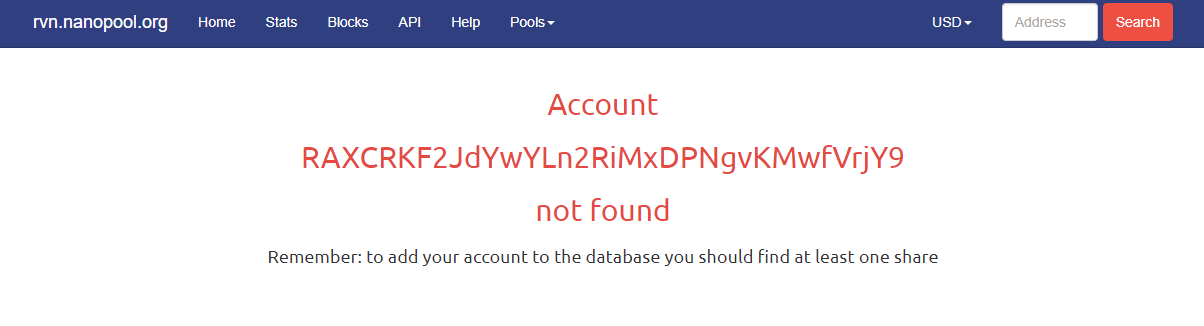 rvn.nanopool.org Home Stats Blocks API Help Pools USD Address Search
Account
RAXCRKF2JdYwYLn2RiMxDPNgvKMwfVrjY9
not found
Remember: to add your account to the database you should find at least one share